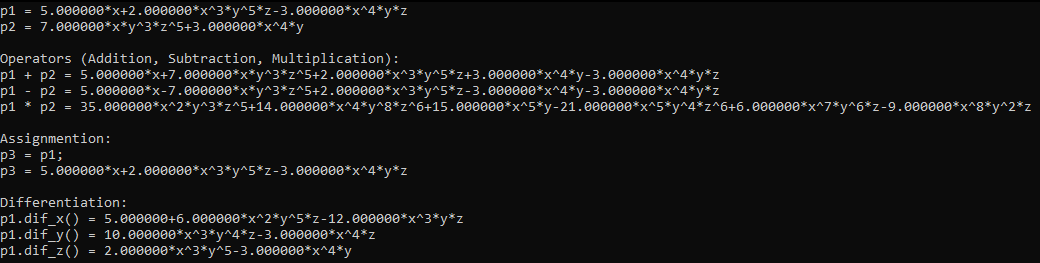 p1 = 5.000000*x+2.000000*x^3*y^5*z-3.000000*x^4*y*z
p2 = 7.000000*x*y^3*z^5+3.000000*x^4*y
Operators (Addition, Subtraction, Multiplication):
p1 + p2 = 5.000000*x+7.000000*x*y^3*z^5+2.000000*x^3*y^5*z+3.000000*x^4*y-3.000000*x^4*y*z
p1 - p2 = 5.000000*x-7.000000*x*y^3*z^5+2.000000*x^3*y^5*z-3.000000*x^4*y-3.000000*x^4*y*z
p1 * p2 = 35.000000*x^2*y^3*z^5+14.000000*x^4*y^8*z^6+15.000000*x^5*y-21.000000*x^5*y^4*z^6+6.000000*x^7*y^6*z-9.000000*x^8*y^2*z
Assignmention:
p3 = p1;
p3 = 5.000000*x+2.000000*x^3*y^5*z-3.000000*x^4*y*z
Differentiation:
p1.dif_x() = 5.000000+6.000000*x^2*y^5*z-12.000000*x^3*y*z
p1.dif_y() = 10.000000*x^3*y^4*z-3.000000*x^4*z
p1.dif_z() = 2.000000*x^3*y^5-3.000000*x^4*y